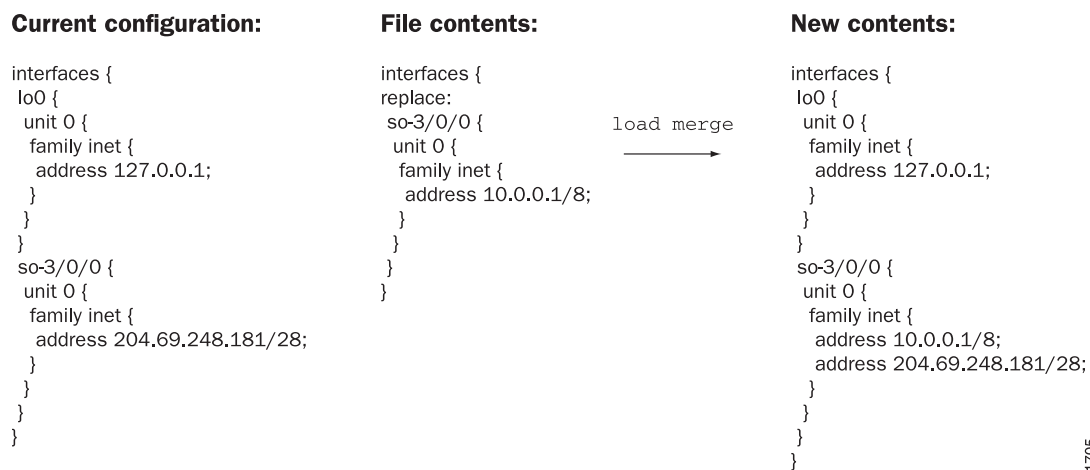 Current configuration:
interfaces {
lo0 {
unit 0 {
family inet {
address 127.0.0.1;
}
}
}
so-3/0/0 {
unit 0 {
family inet {
address 204.69.248.181/28;
}
}
}
}
File contents:
interfaces {
replace:
so-3/0/0 {
unit 0 {
family inet {
address 10.0.0.1/8;
}
}
}
}
load merge
New contents:
interfaces {
lo0 {
unit 0 {
family inet {
address 127.0.0.1;
}
}
}
so-3/0/0 {
unit 0 {
family inet {
address 10.0.0.1/8;
address 204.69.248.181/28;
}
}
}
}